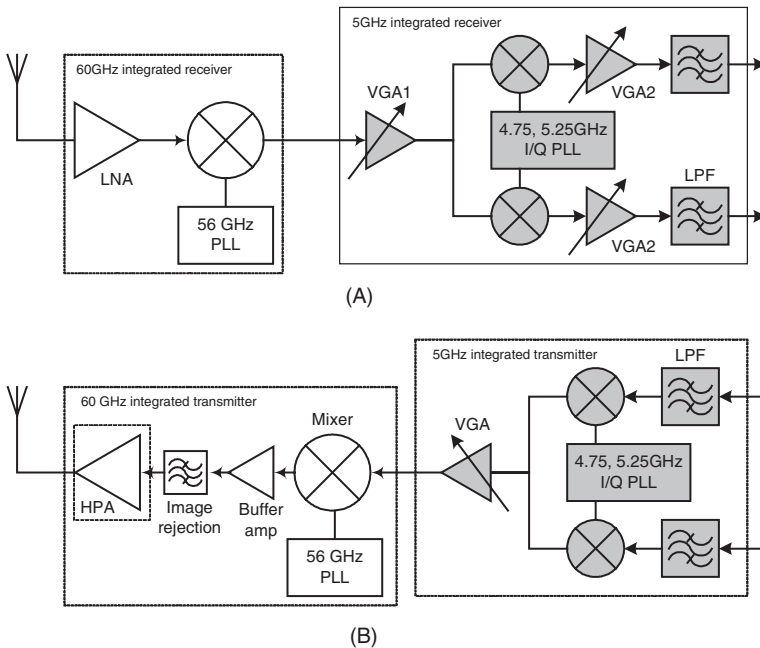 5GHz integrated receiver
60GHz integrated receiver
VGA1
VGA2
LNA
4.75, 5.25GHz
I/Q PLL
56 GHz
PLL
LPF
VGA2
(A)
5GHz integrated transmitter
LPF
60 GHz integrated transmitter
Mixer
VGA
4.75, 5.25GHz
I/Q PLL
HPA
Image
rejection
Buffer
amp
56 GHz
PLL
(B)